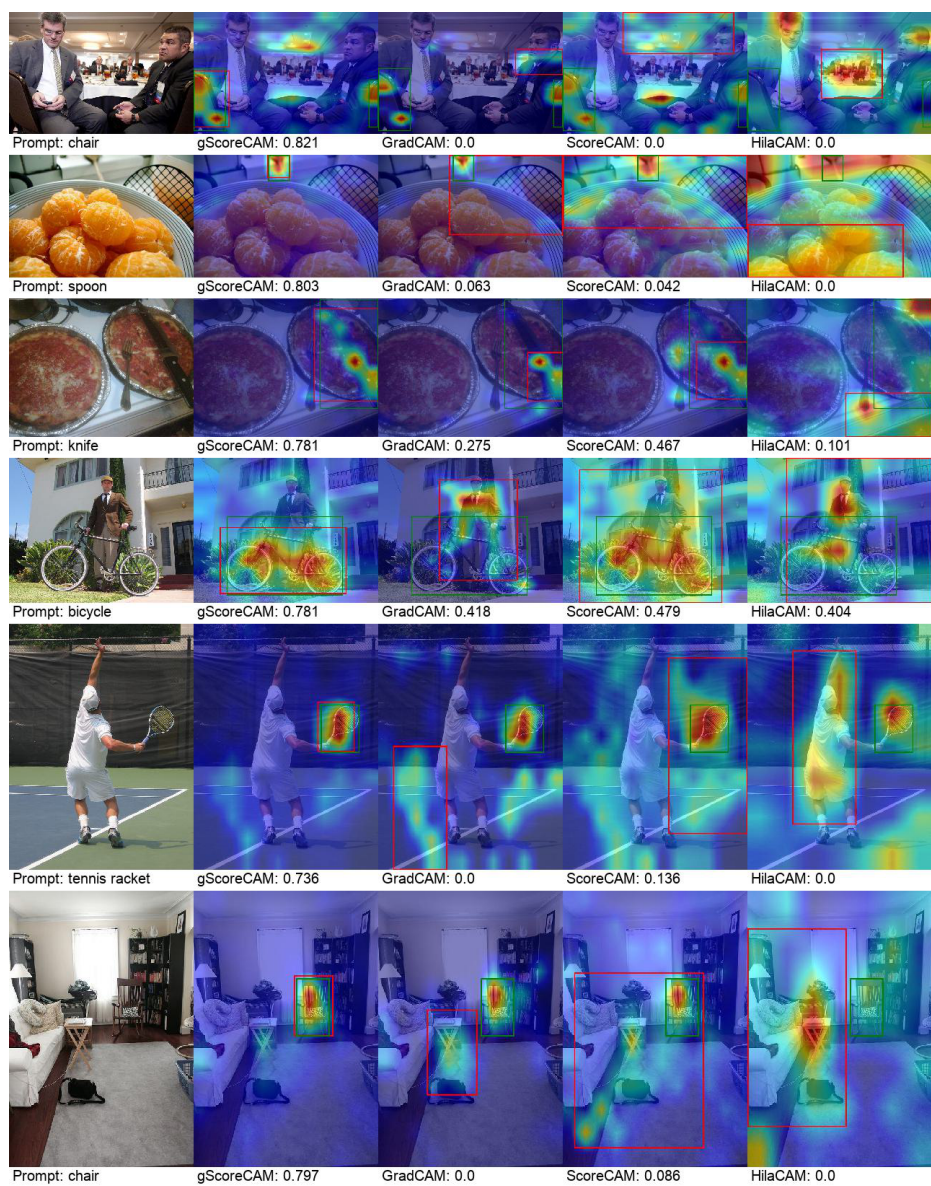 Prompt: chair gScoreCAM: 0.821 GradCAM: 0.0 ScoreCAM: 0.0 HilaCAM: 0.0
Prompt: spoon gScoreCAM: 0.803 GradCAM: 0.063 ScoreCAM: 0.042 HilaCAM: 0.0
Prompt: knife gScoreCAM: 0.781 GradCAM: 0.275 ScoreCAM: 0.467 HilaCAM: 0.101
Prompt: bicycle gScoreCAM: 0.781 GradCAM: 0.418 ScoreCAM: 0.479 HilaCAM: 0.404
Prompt: tennis racket gScoreCAM: 0.736 GradCAM: 0.0 ScoreCAM: 0.136 HilaCAM: 0.0
Prompt: chair gScoreCAM: 0.797 GradCAM: 0.0 ScoreCAM: 0.086 HilaCAM: 0.0